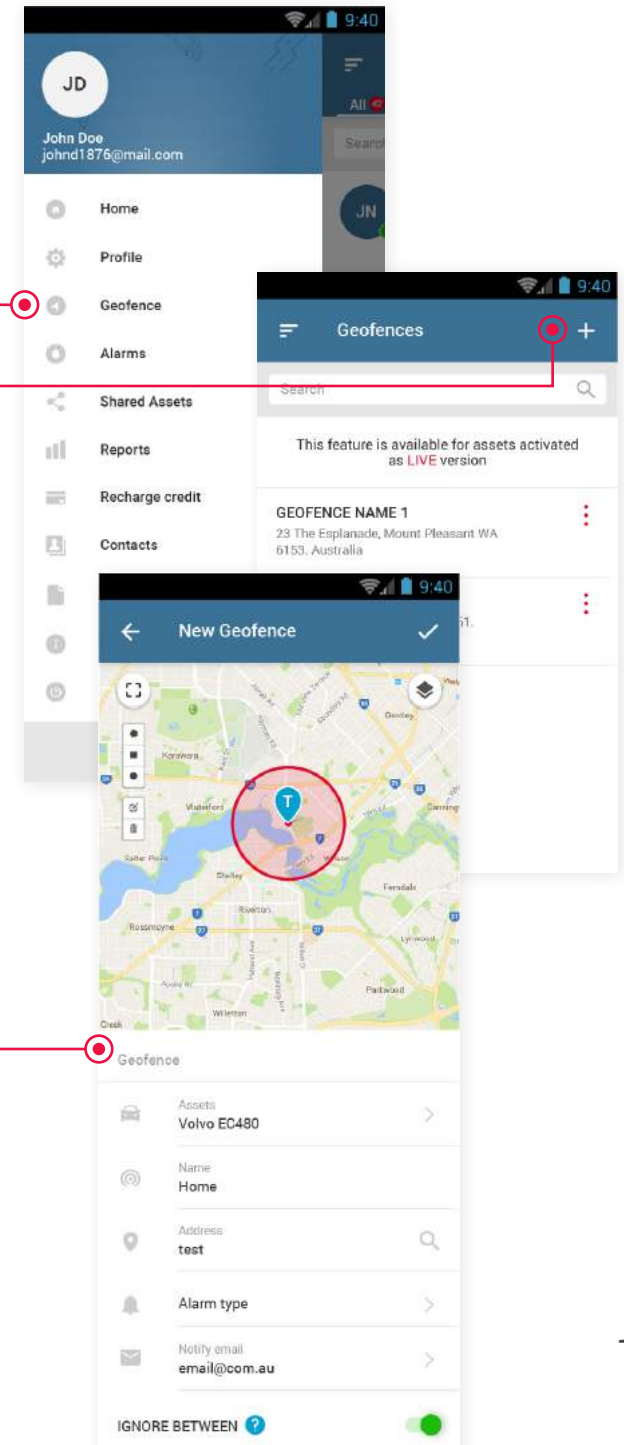 9:40
JD
John Doe
johnd1876@mail.com
All
Search
JN
Home
Profile
Geofence
Alarms
Shared Assets
Reports
Recharge credit
Contacts
9:40
Geofences
Search
This feature is available for assets activated
as LIVE version
GEOFENCE NAME 1
23 The Esplanade, Mount Pleasant WA
6153. Australia
9:40
New Geofence
Karawara
Waterford
T
Salter Point
Shelley
Wilson
Ferndale
Riverton
Rossmoyne
Lynwood
Parkwood
Willetton
Creek
Geofence
Assets
Volvo EC480
Name
Home
Address
test
Alarm type
Notify email
email@com.au
IGNORE BETWEEN ?